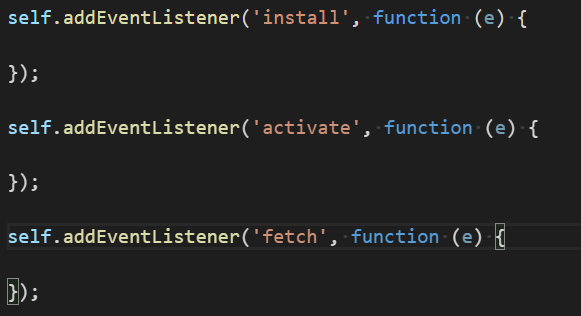 self.addEventListener('install', function (e) {
});
self.addEventListener('activate', function (e) {
});
self.addEventListener('fetch', function (e) {
});